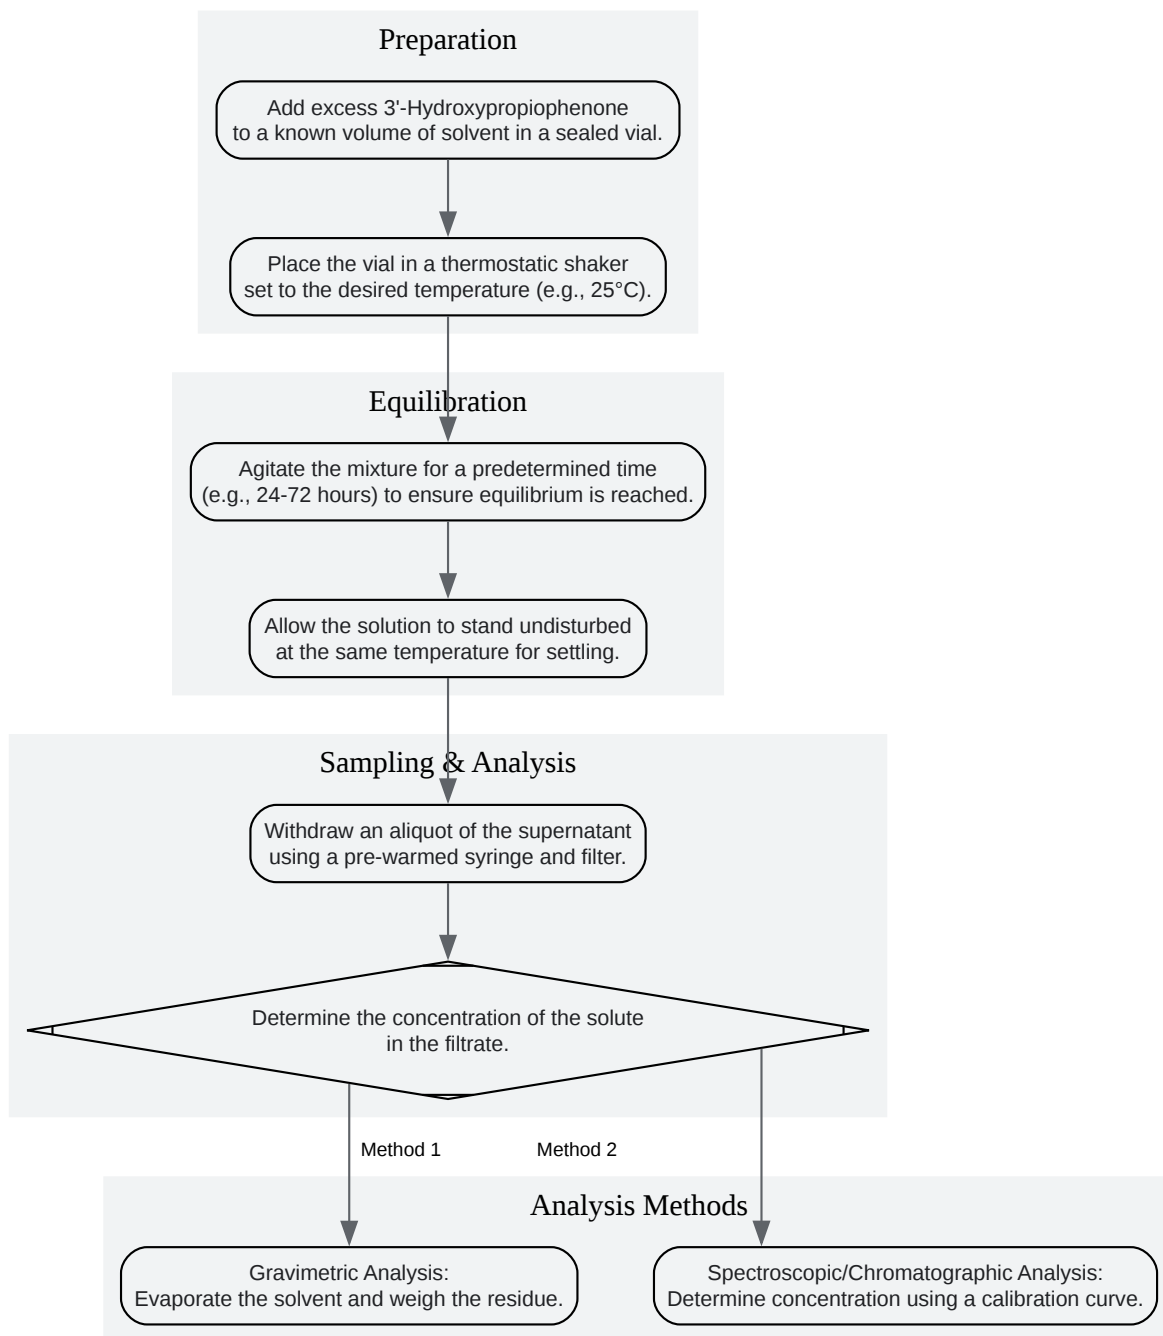 Preparation
Add excess 3'-Hydroxypropiophenone
to a known volume of solvent in a sealed vial.
Place the vial in a thermostatic shaker
set to the desired temperature (e.g., 25°C).
Equilibration
Agitate the mixture for a predetermined time
(e.g., 24-72 hours) to ensure equilibrium is reached.
Allow the solution to stand undisturbed
at the same temperature for settling.
Sampling & Analysis
Withdraw an aliquot of the supernatant
using a pre-warmed syringe and filter.
Determine the concentration of the solute
in the filtrate.
Method 1
Method 2
Analysis Methods
Gravimetric Analysis:
Evaporate the solvent and weigh the residue.
Spectroscopic/Chromatographic Analysis:
Determine concentration using a calibration curve.